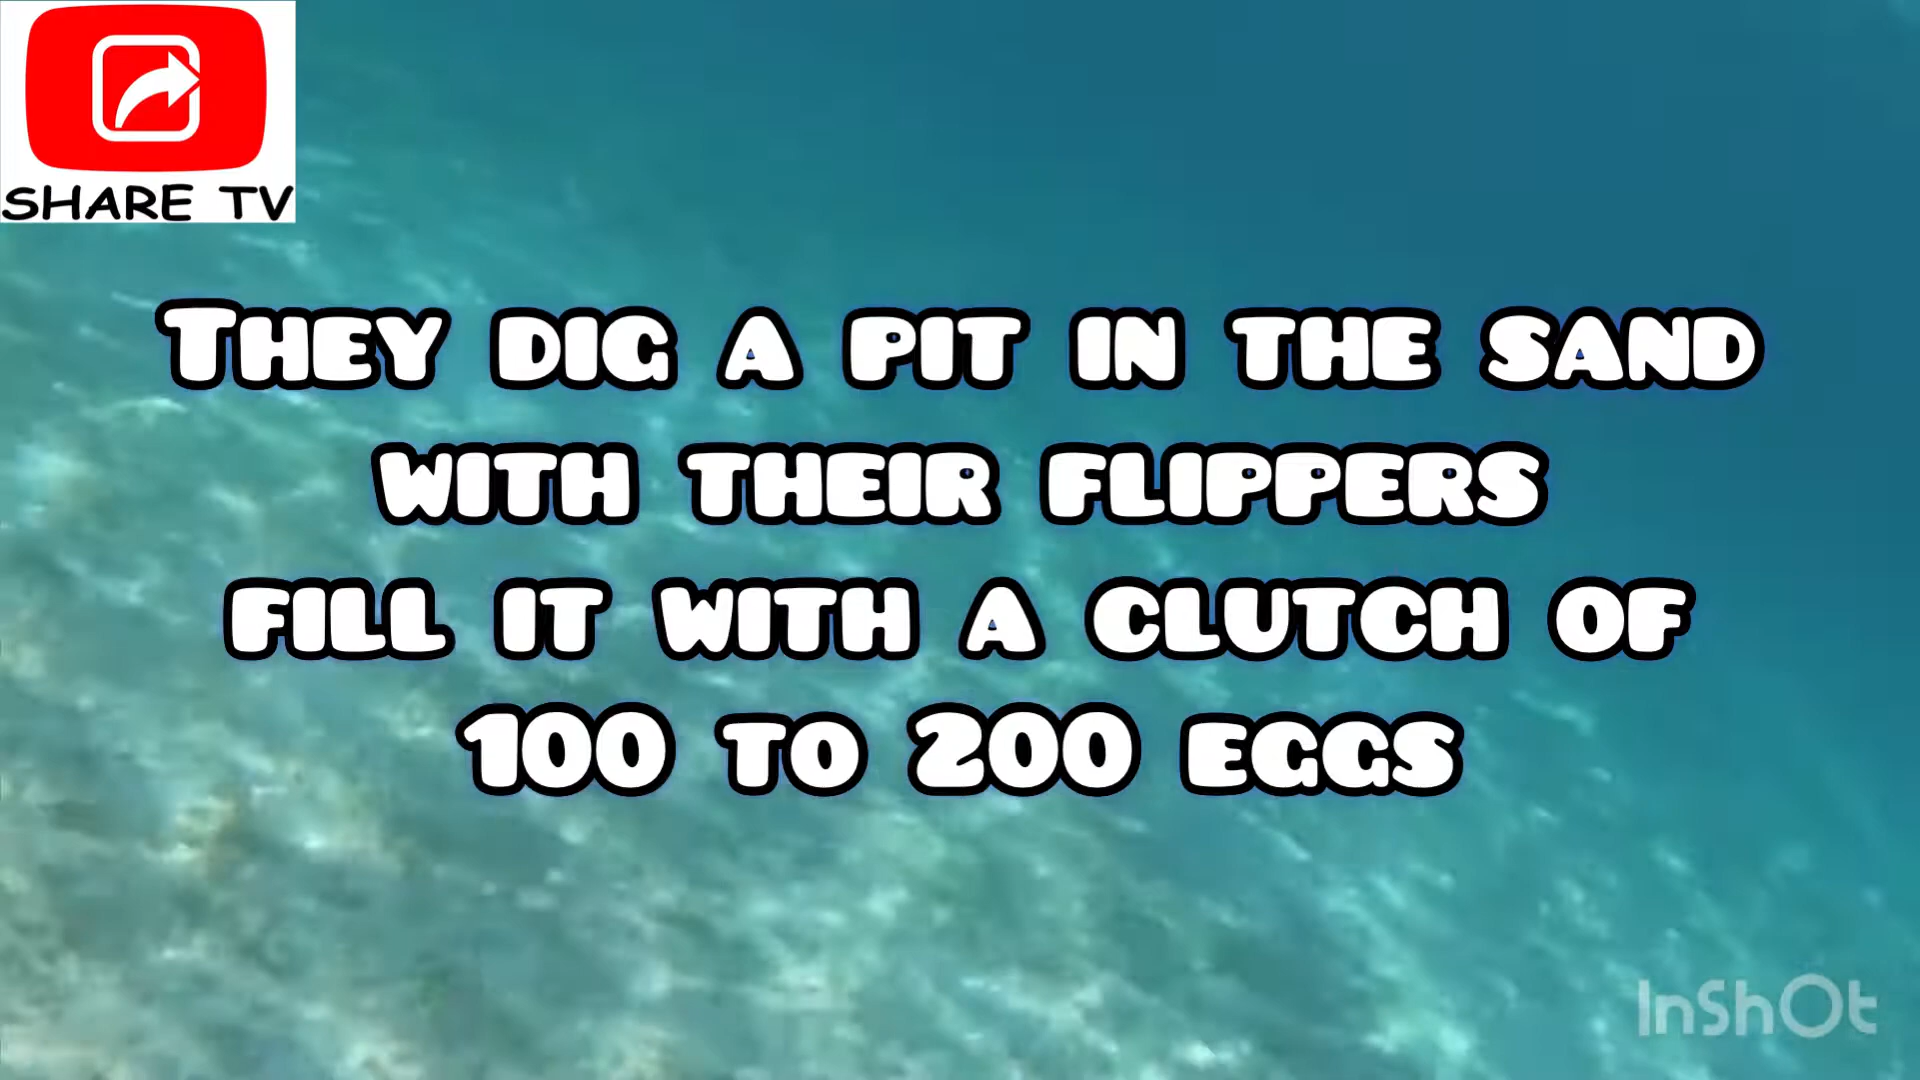 SHARE TV
They dig a pit in the sand
with their flippers
fill it with a clutch of
100 to 200 eggs
InShOt